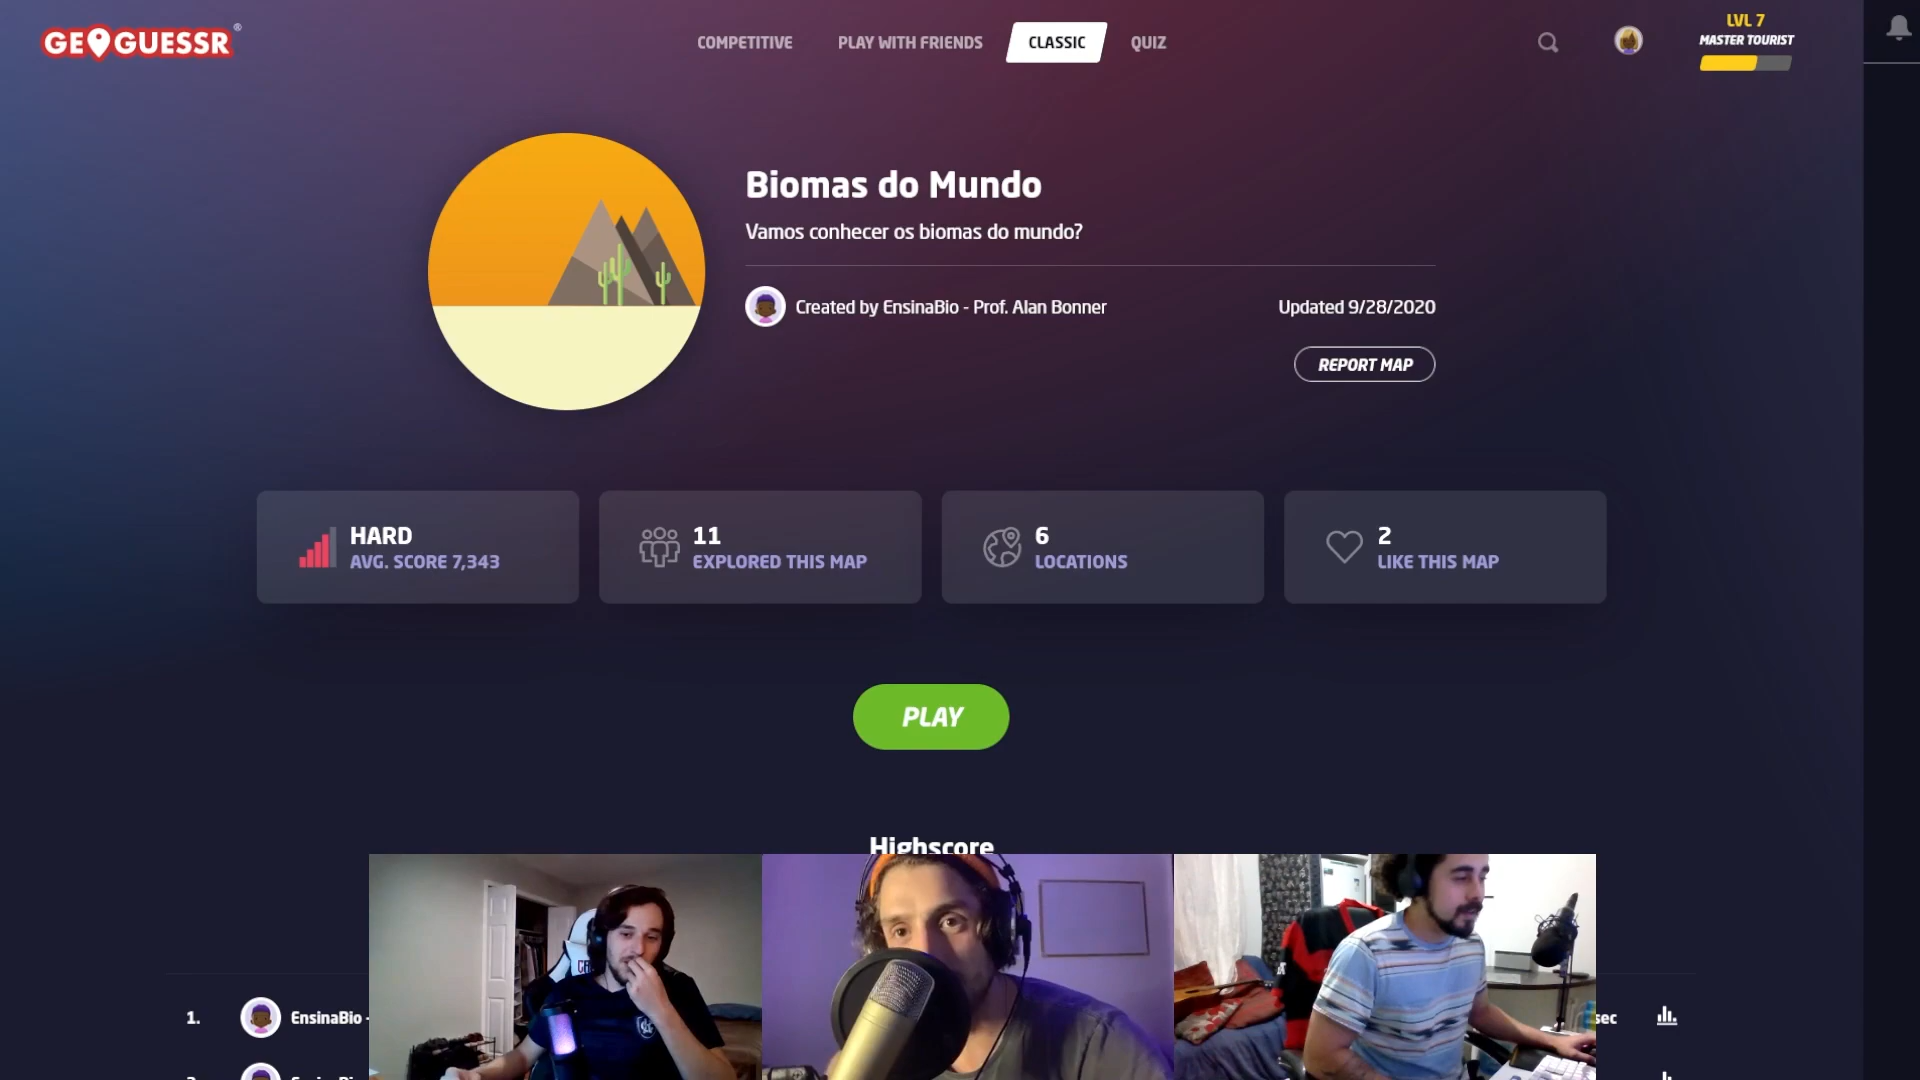 GEOGUESSR®
COMPETITIVE
PLAY WITH FRIENDS
CLASSIC
QUIZ
LVL 7
MASTER TOURIST
Biomas do Mundo
Vamos conhecer os biomas do mundo?
Created by EnsinaBio - Prof. Alan Bonner
Updated 9/28/2020
REPORT MAP
HARD
AVG. SCORE 7,343
11
EXPLORED THIS MAP
6
LOCATIONS
2
LIKE THIS MAP
PLAY
Highscore
1.
EnsinaBio -
sec